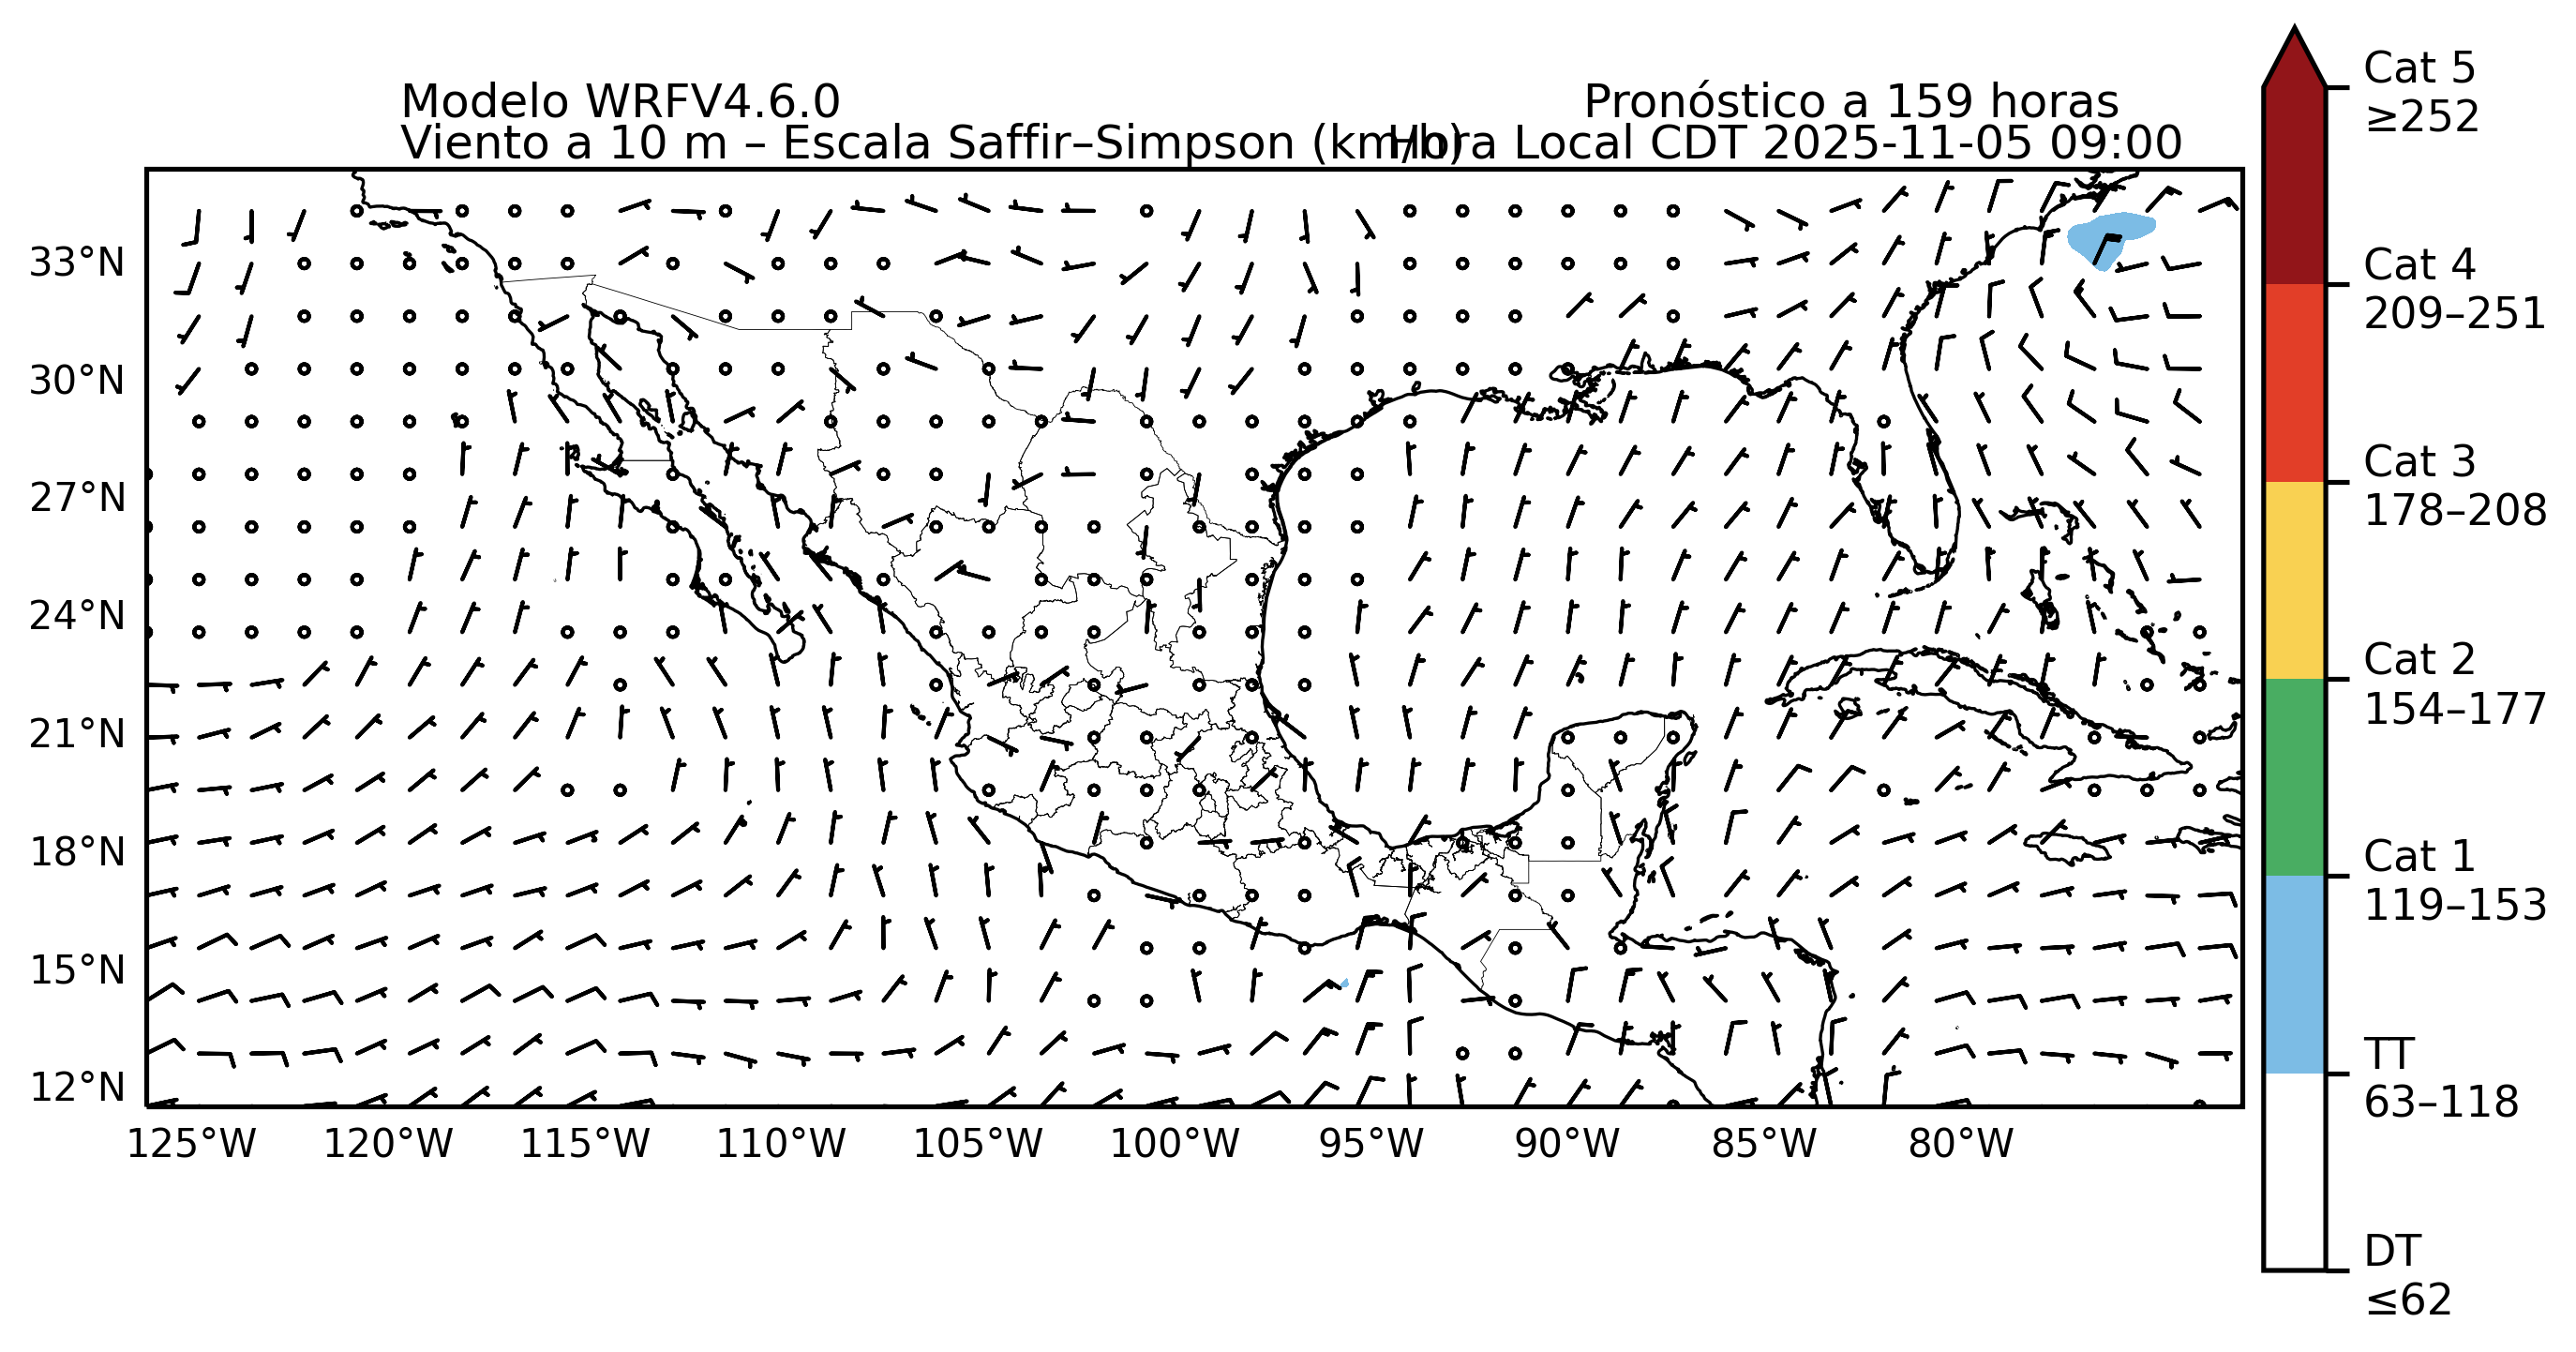 Modelo WRFV4.6.0
Pronóstico a 159 horas
Viento a 10 m – Escala Saffir–Simpson (km/h)
Hora Local CDT 2025-11-05 09:00
33°N
30°N
27°N
24°N
21°N
18°N
15°N
12°N
125°W
120°W
115°W
110°W
105°W
100°W
95°W
90°W
85°W
80°W
Cat 5
≥252
Cat 4
209–251
Cat 3
178–208
Cat 2
154–177
Cat 1
119–153
TT
63–118
DT
≤62